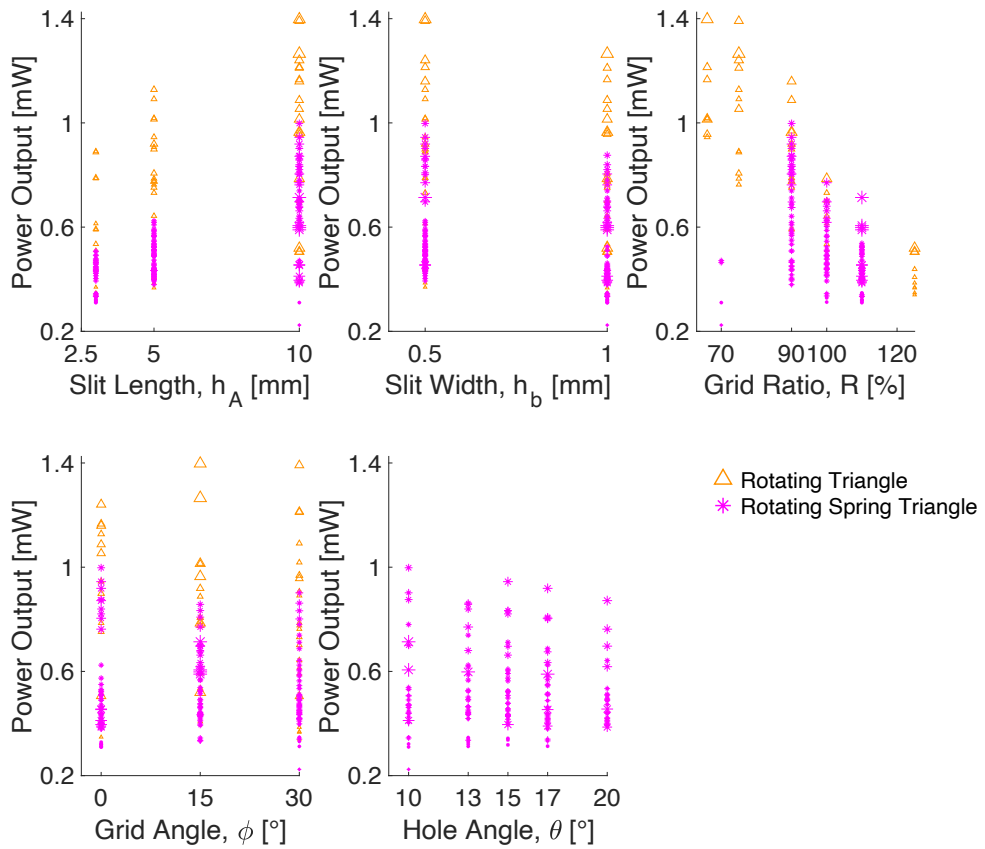 1.4
1
0.6
0.2
Power Output [mW]
2.5 5 10
Slit Length, h_A [mm]
1.4
1
0.6
0.2
Power Output [mW]
0.5 1
Slit Width, h_b [mm]
1.4
1
0.6
0.2
Power Output [mW]
70 90 100 120
Grid Ratio, R [%]
1.4
1
0.6
0.2
Power Output [mW]
0 15 30
Grid Angle, ϕ [°]
1.4
1
0.6
0.2
Power Output [mW]
10 13 15 17 20
Hole Angle, θ [°]
Rotating Triangle
Rotating Spring Triangle